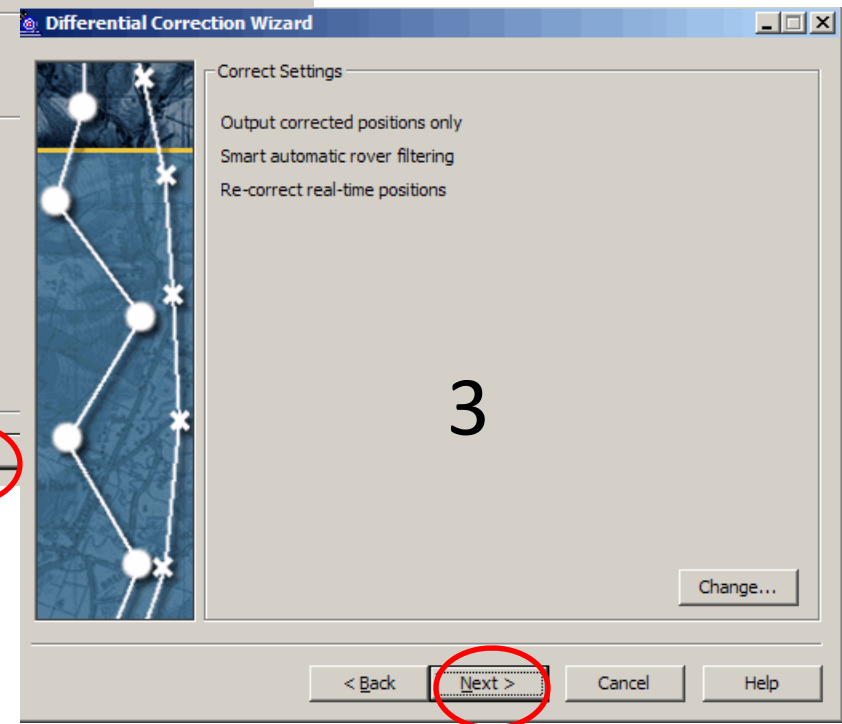 Differential Correction Wizard
Correct Settings
Output corrected positions only
Smart automatic rover filtering
Re-correct real-time positions
3
Change...
< Back Next > Cancel Help